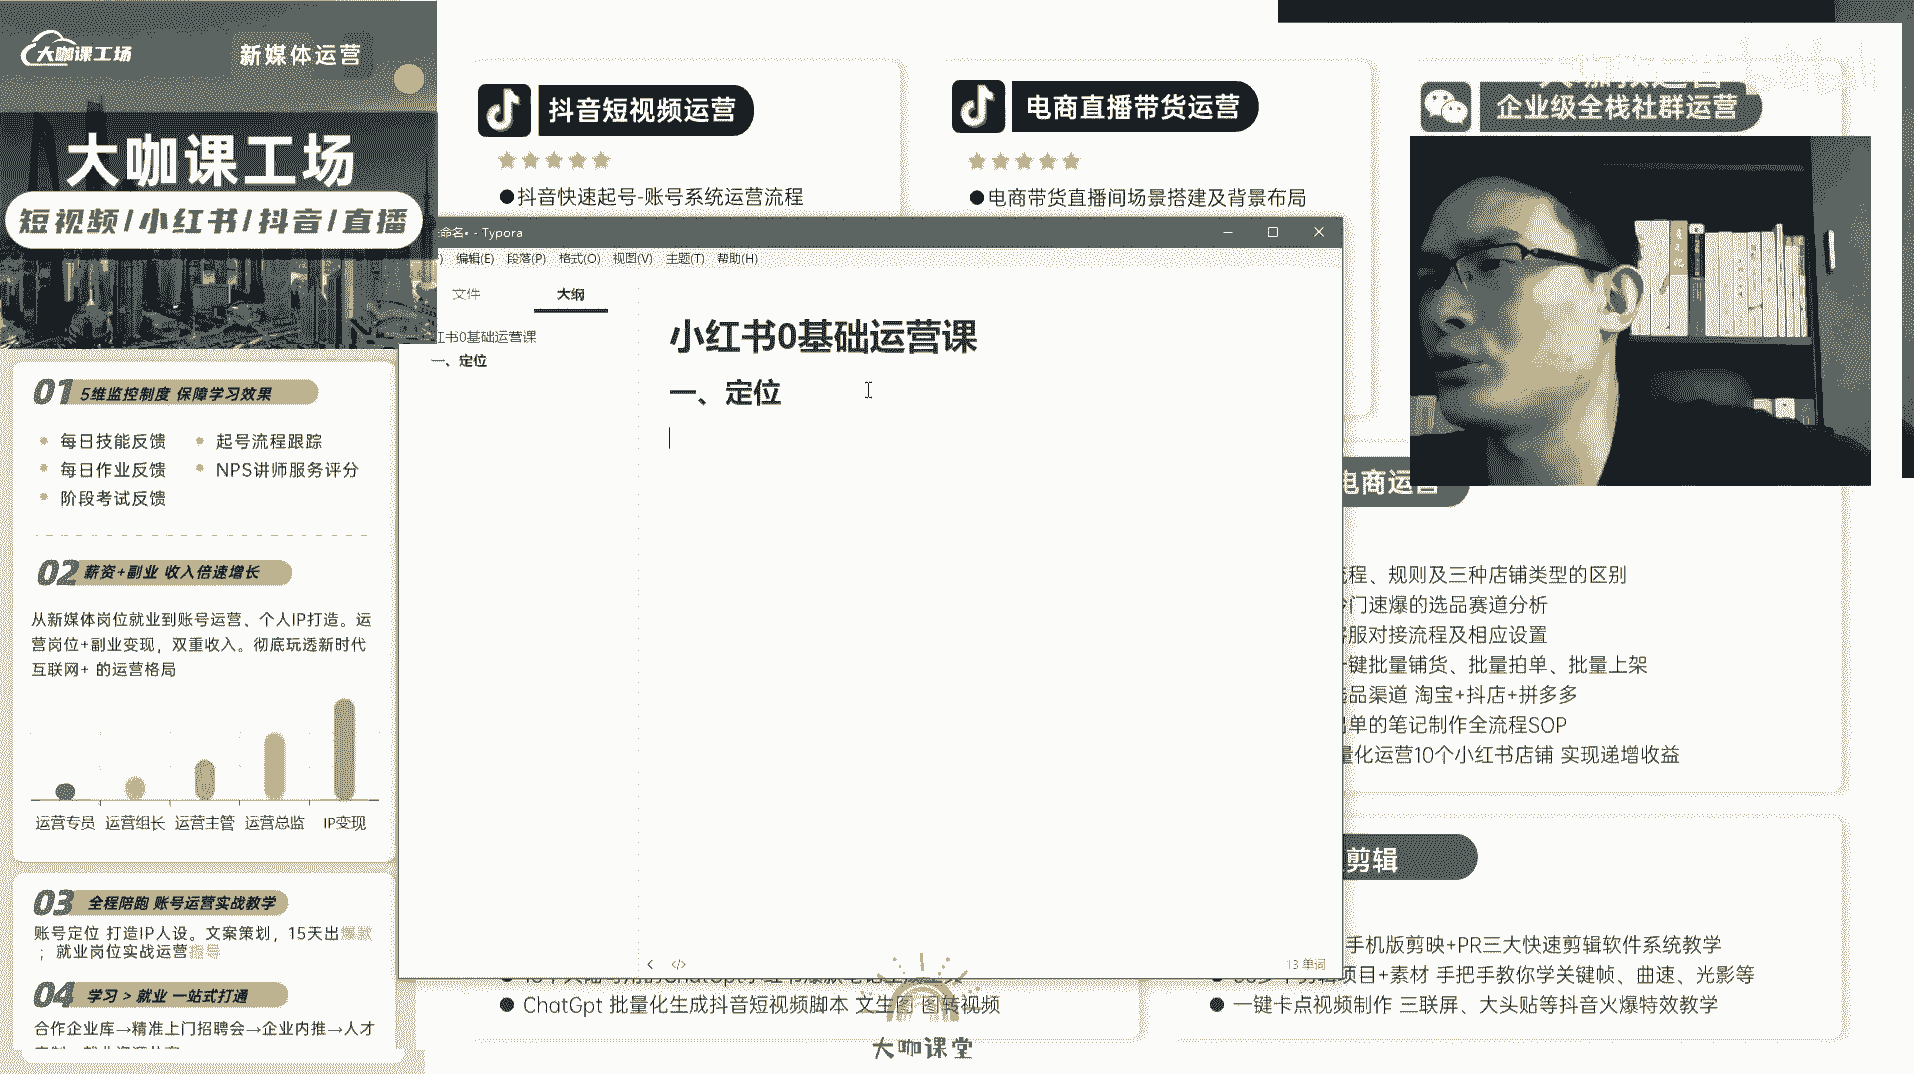 大咖课工场
新媒体运营
大咖课工场
短视频/小红书/抖音/直播
01 5维监控制度 保障学习效果
每日技能反馈 起号流程跟踪
每日作业反馈 NPS讲师服务评分
阶段考试反馈
02 薪资+副业 收入倍速增长
从新媒体岗位就业到账号运营、个人IP打造。运
营岗位+副业变现，双重收入。彻底玩透新时代
互联网+ 的运营格局
运营专员 运营组长 运营主管 运营总监 IP变现
03 全程陪跑 账号运营实战教学
账号定位 打造IP人设。文案策划，15天出爆款
；就业岗位实战运营指导
04 学习 > 就业 一站式打通
合作企业库→精准上门招聘会→企业内推→人才
抖音短视频运营
●抖音快速起号-账号系统运营流程
电商直播带货运营
●电商带货直播间场景搭建及背景布局
企业级全栈社群运营
命名• - Typora
) 编辑(E) 段落(P) 格式(O) 视图(V) 主题(T) 帮助(H)
文件 大纲
红书0基础运营课
一、定位
小红书0基础运营课
一、定位
13 单词
电商运营
流程、规则及三种店铺类型的区别
冷门速爆的选品赛道分析
客服对接流程及相应设置
一键批量铺货、批量拍单、批量上架
选品渠道 淘宝+抖店+拼多多
出单的笔记制作全流程SOP
量化运营10个小红书店铺 实现递增收益
剪辑
手机版剪映+PR三大快速剪辑软件系统教学
项目+素材 手把手教你学关键帧、曲速、光影等
● 一键卡点视频制作 三联屏、大头贴等抖音火爆特效教学
● ChatGpt 批量化生成抖音短视频脚本 文生图 图转视频
大咖课堂